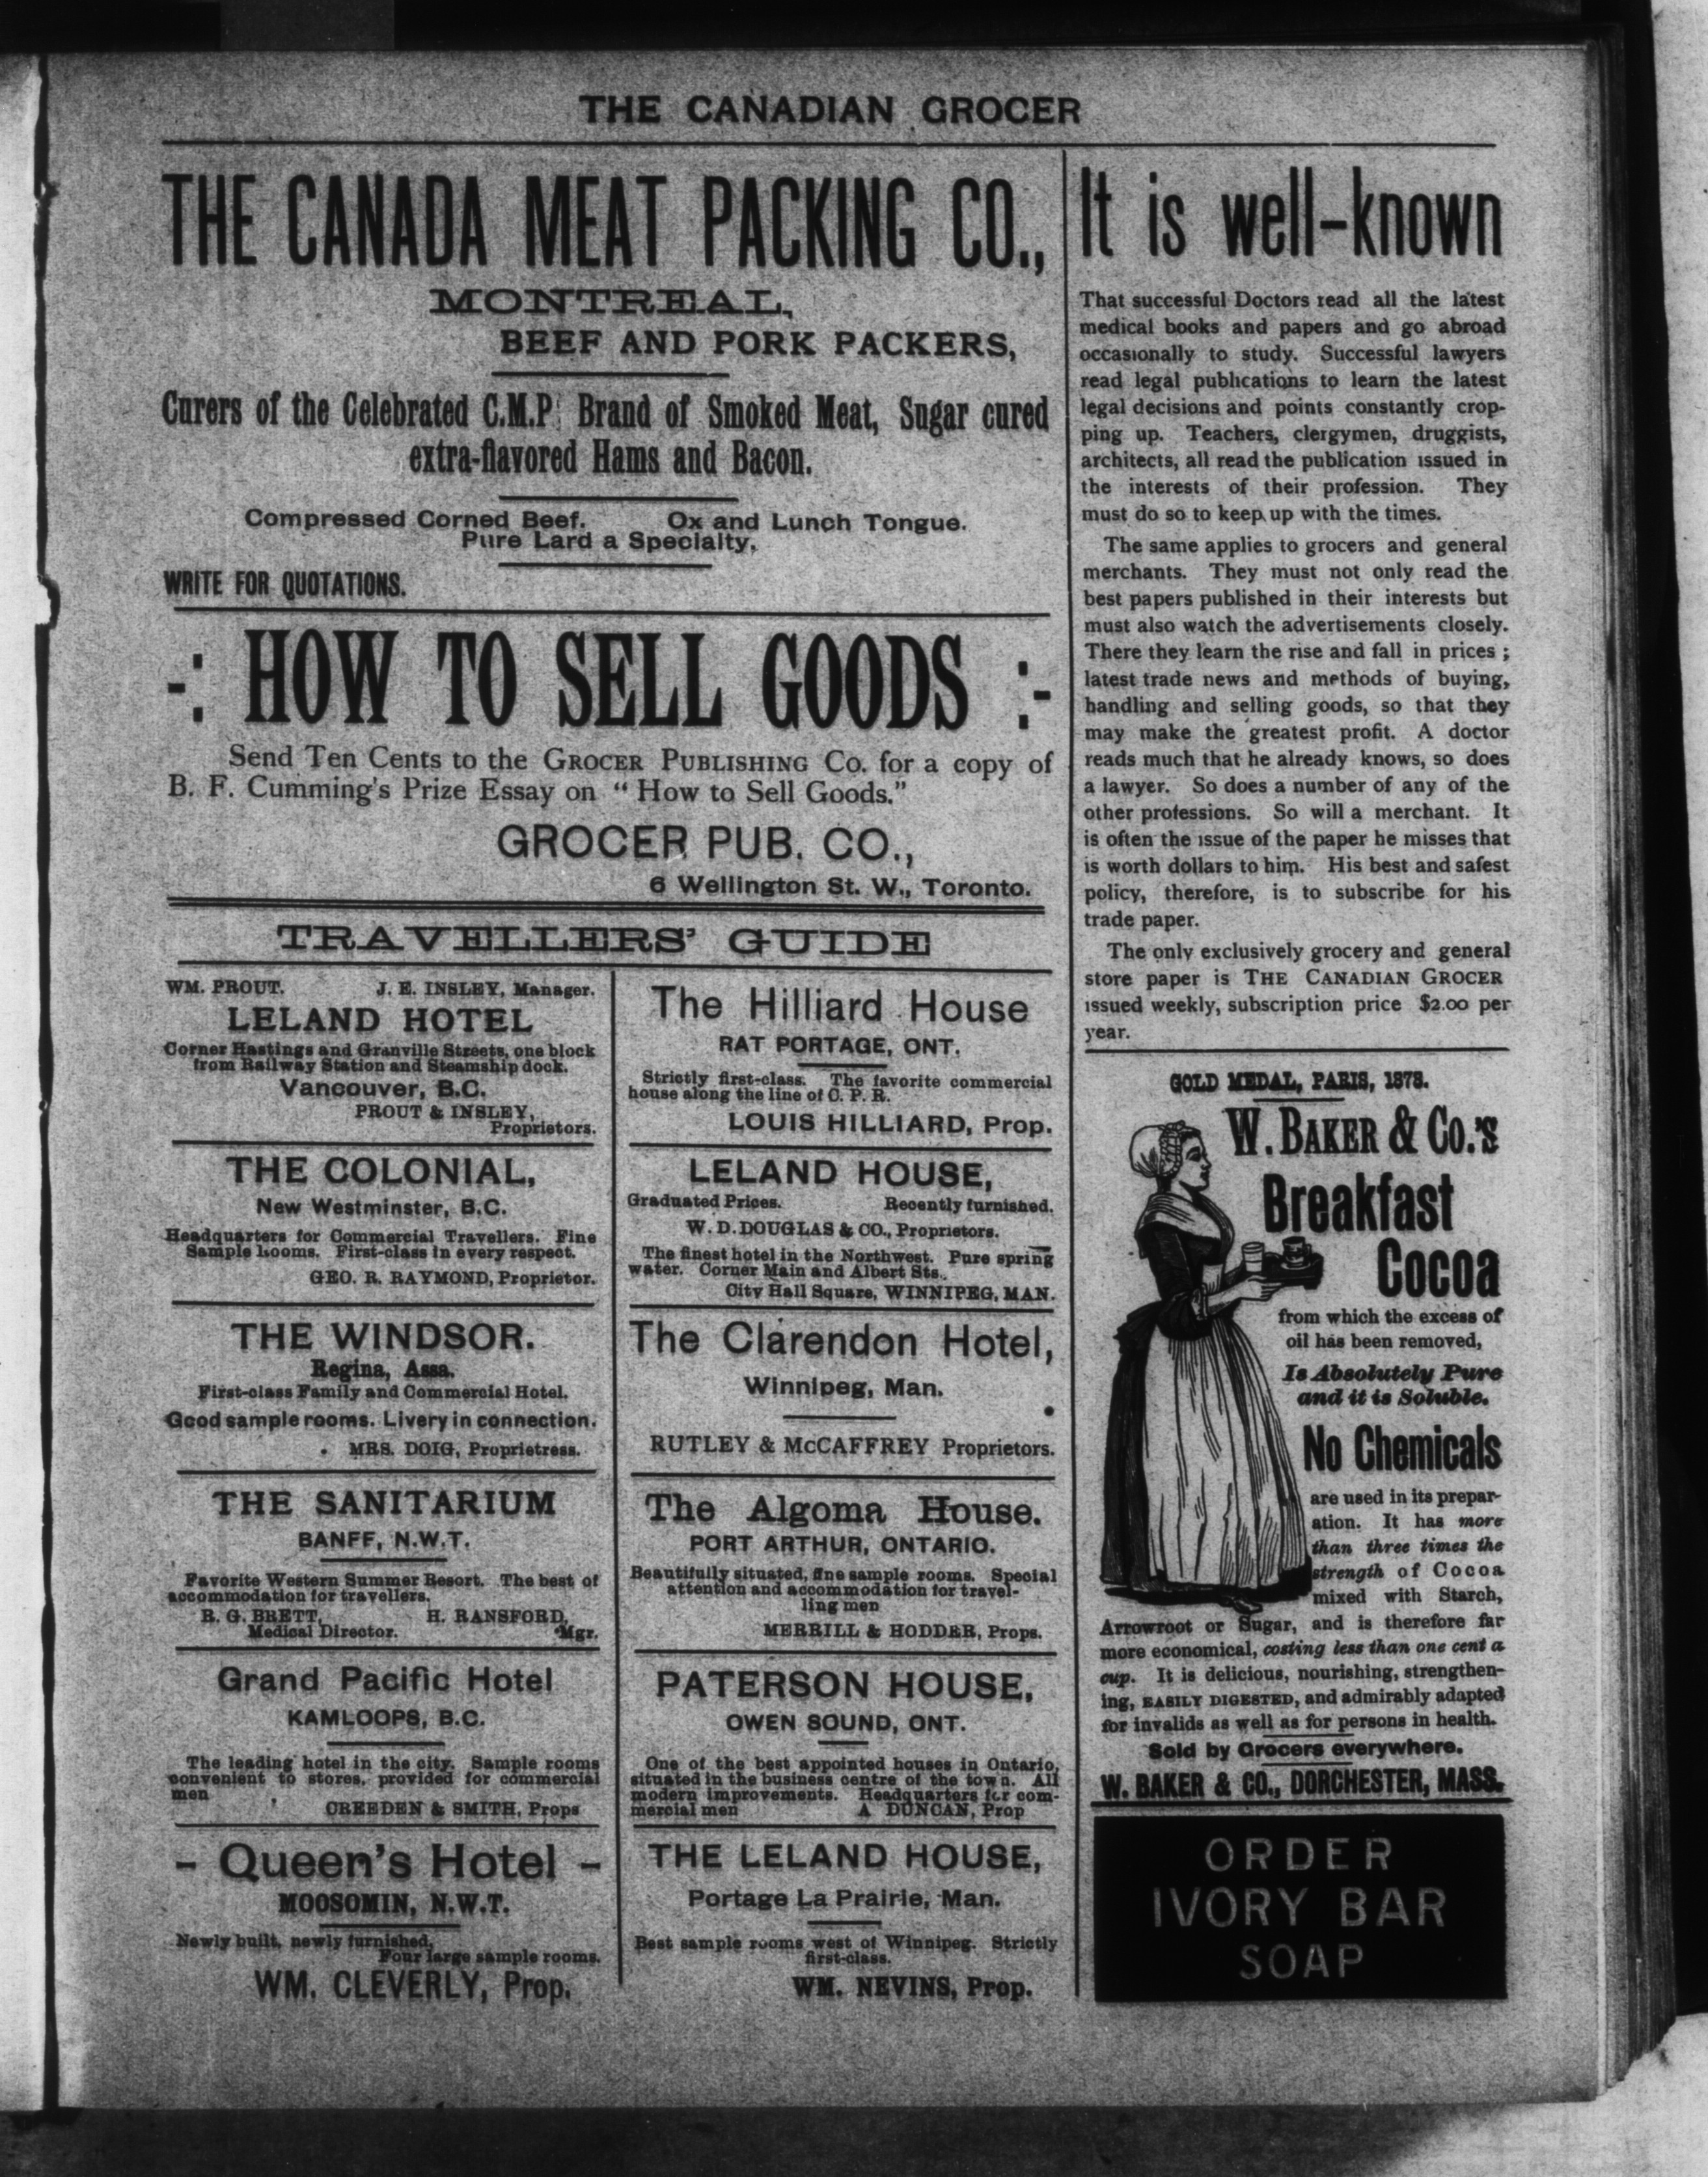 THE CANADIAN GROCER
THE CANADA MEAT PACKING CO.,
MONTREAL,
BEEF AND PORK PACKERS,
Curers of the Celebrated C.M.P. Brand of Smoked Meat, Sugar cured
extra-flavored Hams and Bacon.
Compressed Corned Beef. Ox and Lunch Tongue.
Pure Lard a Specialty,
WRITE FOR QUOTATIONS.
-: HOW TO SELL GOODS :-
Send Ten Cents to the GROCER PUBLISHING CO. for a copy of
B. F. Cumming's Prize Essay on "How to Sell Goods."
GROCER PUB. CO.,
6 Wellington St. W., Toronto.
TRAVELLERS' GUIDE
WM. PROUT. J. E. INSLEY, Manager.
LELAND HOTEL
Corner Hastings and Granville Streets, one block
from Railway Station and Steamship dock.
Vancouver, B.C.
PROUT & INSLEY,
Proprietors.
THE COLONIAL,
New Westminster, B.C.
Headquarters for Commercial Travellers. Fine
Sample Rooms. First-class in every respect.
GEO. R. RAYMOND, Proprietor.
THE WINDSOR.
Regina, Assa.
First-class Family and Commercial Hotel.
Good sample rooms. Livery in connection.
MRS. DOIG, Proprietress.
THE SANITARIUM
BANFF, N.W.T.
Favorite Western Summer Resort. The best of
accommodation for travellers.
R. G. BRETT, H. RANSFORD,
Medical Director. Mgr.
Grand Pacific Hotel
KAMLOOPS, B.C.
The leading hotel in the city. Sample rooms
convenient to stores, provided for commercial
men
CREEDEN & SMITH, Props
- Queen's Hotel -
MOOSOMIN, N.W.T.
Newly built, newly furnished,
Four large sample rooms.
WM. CLEVERLY, Prop.
The Hilliard House
RAT PORTAGE, ONT.
Strictly first-class. The favorite commercial
house along the line of C. P. R.
LOUIS HILLIARD, Prop.
LELAND HOUSE,
Graduated Prices. Recently furnished.
W. D. DOUGLAS & CO., Proprietors.
The finest hotel in the Northwest. Pure spring
water. Corner Main and Albert Sts.
City Hall Square, WINNIPEG, MAN.
The Clarendon Hotel,
Winnipeg, Man.
RUTLEY & McCAFFREY Proprietors.
The Algoma House.
PORT ARTHUR, ONTARIO.
Beautifully situated, fine sample rooms. Special
attention and accommodation for travel-
ling men
MERRILL & HODDER, Props.
PATERSON HOUSE,
OWEN SOUND, ONT.
One of the best appointed houses in Ontario,
situated in the business centre of the town. All
modern improvements. Headquarters for com-
mercial men A DUNCAN, Prop
THE LELAND HOUSE,
Portage La Prairie, Man.
Best sample rooms west of Winnipeg. Strictly
first-class.
WM. NEVINS, Prop.
It is well-known
That successful Doctors read all the latest
medical books and papers and go abroad
occasionally to study. Successful lawyers
read legal publications to learn the latest
legal decisions and points constantly crop-
ping up. Teachers, clergymen, druggists,
architects, all read the publication issued in
the interests of their profession. They
must do so to keep up with the times.
The same applies to grocers and general
merchants. They must not only read the
best papers published in their interests but
must also watch the advertisements closely.
There they learn the rise and fall in prices ;
latest trade news and methods of buying,
handling and selling goods, so that they
may make the greatest profit. A doctor
reads much that he already knows, so does
a lawyer. So does a number of any of the
other professions. So will a merchant. It
is often the issue of the paper he misses that
is worth dollars to him. His best and safest
policy, therefore, is to subscribe for his
trade paper.
The only exclusively grocery and general
store paper is THE CANADIAN GROCER
issued weekly, subscription price $2.00 per
year.
GOLD MEDAL, PARIS, 1878.
W. BAKER & CO.'S
Breakfast
Cocoa
from which the excess of
oil has been removed,
Is Absolutely Pure
and it is Soluble.
No Chemicals
are used in its prepar-
ation. It has more
than three times the
strength of Cocoa
mixed with Starch,
Arrowroot or Sugar, and is therefore far
more economical, costing less than one cent a
cup. It is delicious, nourishing, strengthen-
ing, EASILY DIGESTED, and admirably adapted
for invalids as well as for persons in health.
Sold by Grocers everywhere.
W. BAKER & CO., DORCHESTER, MASS.
ORDER
IVORY BAR
SOAP